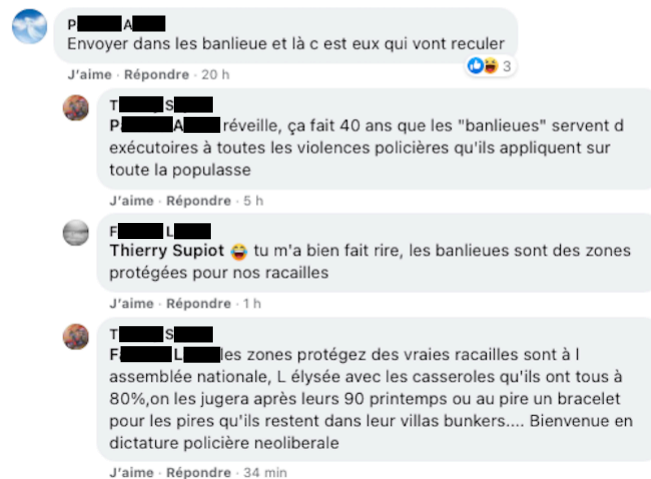 P A
Envoyer dans les banlieue et là c est eux qui vont reculer
3
J'aime · Répondre · 20 h
T S
P A réveille, ça fait 40 ans que les "banlieues" servent d
exécutoires à toutes les violences policières qu'ils appliquent sur
toute la populasse
J'aime · Répondre · 5 h
F L
Thierry Supiot 😂 tu m'a bien fait rire, les banlieues sont des zones
protégées pour nos racailles
J'aime · Répondre · 1 h
T S
F L les zones protégez des vraies racailles sont à l
assemblée nationale, L élysée avec les casseroles qu'ils ont tous à
80%,on les jugera après leurs 90 printemps ou au pire un bracelet
pour les pires qu'ils restent dans leur villas bunkers.... Bienvenue en
dictature policière neoliberale
J'aime · Répondre · 34 min